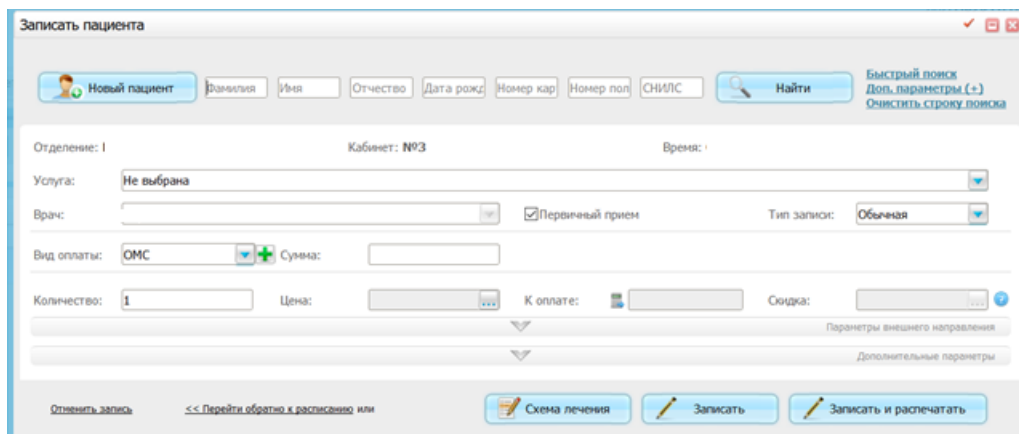 Записать пациента
Новый пациент Фамилия Имя Отчество Дата рожд Номер кар Номер пол СНИЛС Найти
Быстрый поиск
Доп. параметры (+)
Очистить строку поиска
Отделение: Кабинет: №3 Время:
Услуга: Не выбрана
Врач: Первичный прием Тип записи: Обычная
Вид оплаты: ОМС Сумма:
Количество: 1 Цена: ... К оплате: Скидка: ... ?
Параметры внешнего направления
Дополнительные параметры
Отменить запись << Перейти обратно к расписанию или Схема лечения Записать Записать и распечатать